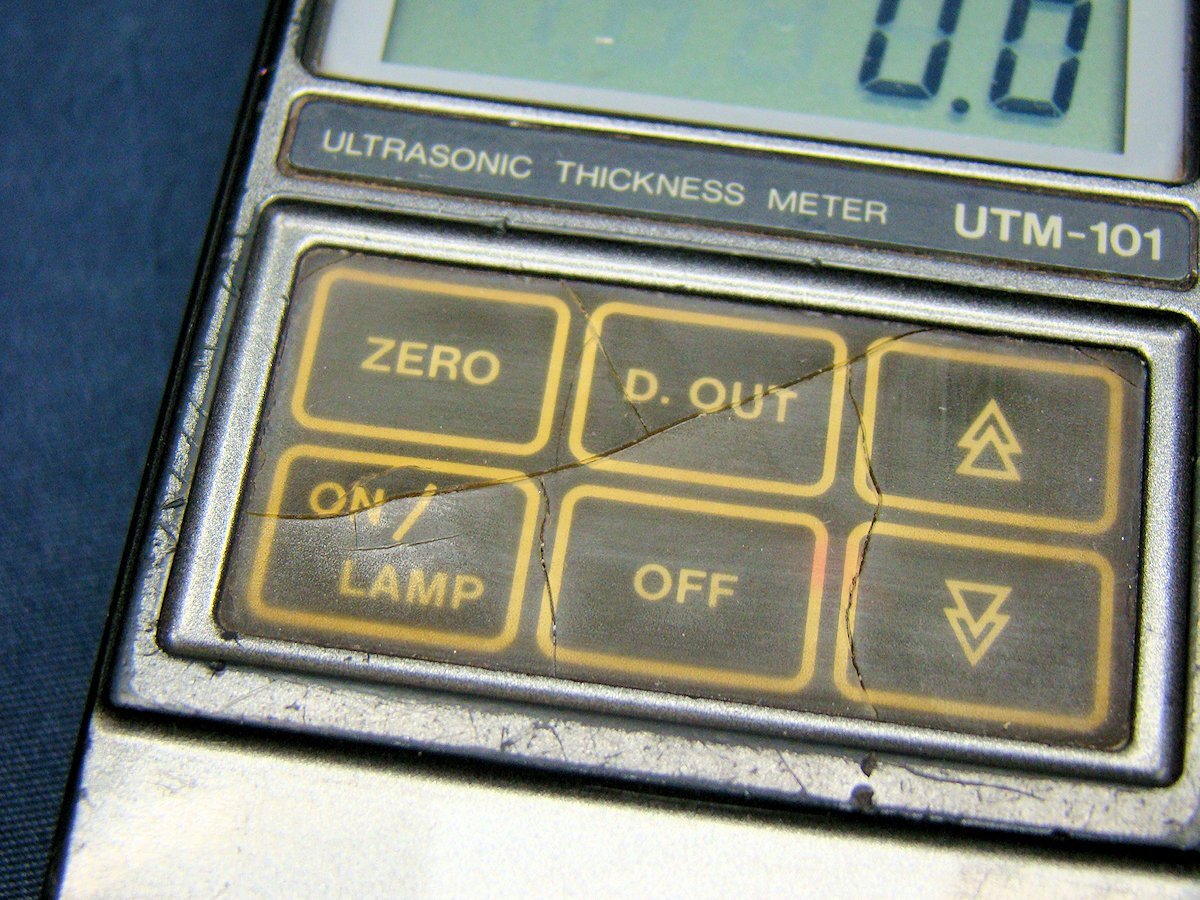 0.0
ULTRASONIC THICKNESS METER UTM-101
ZERO
D. OUT
ON /
LAMP
OFF